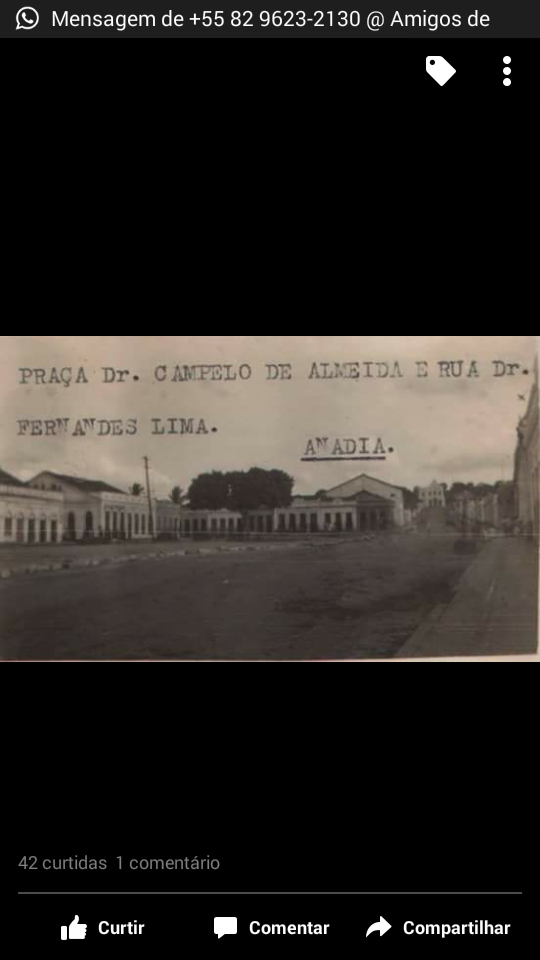 Mensagem de +55 82 9623-2130 @ Amigos de
PRAÇA Dr. CAMPELO DE ALMEIDA E RUA Dr.
FERNANDES LIMA.
ANADIA.
42 curtidas 1 comentário
Curtir Comentar Compartilhar